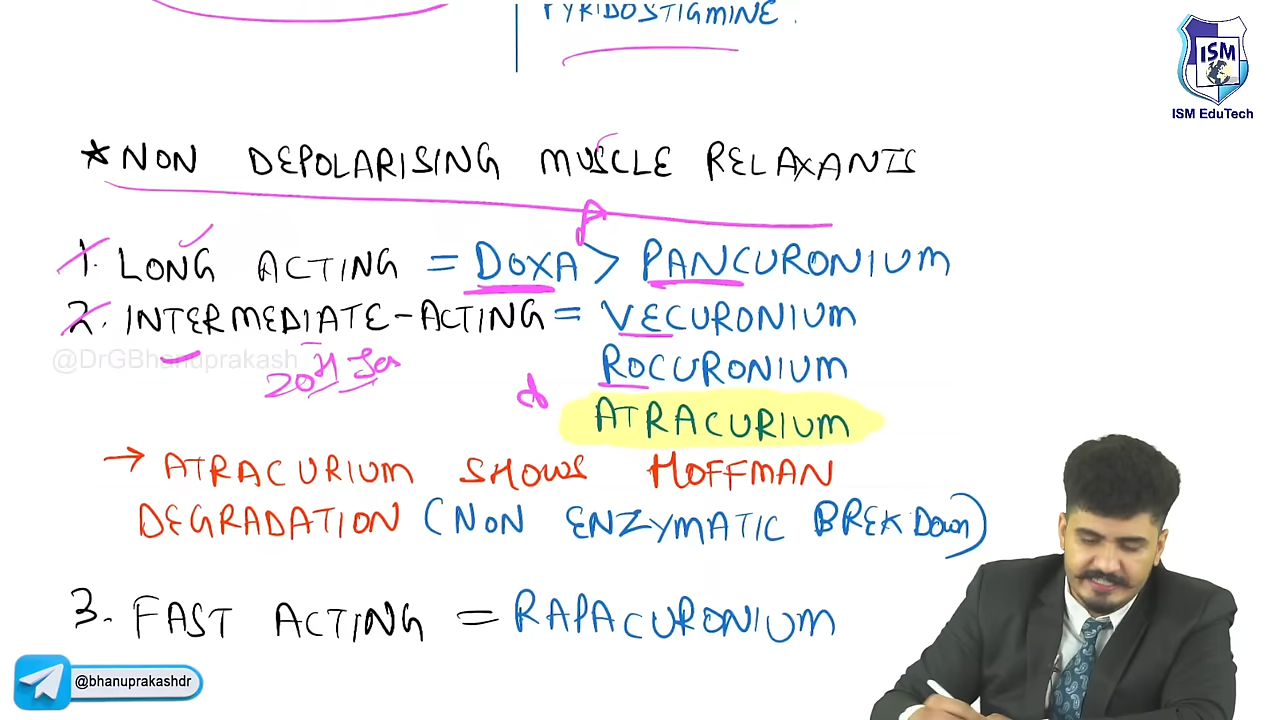 PYRIDOSTIGMINE.
ISM
ISM EduTech
* NON DEPOLARISING MUSCLE RELAXANTS
1. LONG ACTING = DOXA > PANCURONIUM
2. INTERMEDIATE-ACTING = VECURONIUM
@DrGBhanuprakash
ROCURONIUM
ATRACURIUM
→ ATRACURIUM SHOWS HOFFMAN
DEGRADATION (NON ENZYMATIC BREKDOWN)
3. FAST ACTING = RAPACURONIUM
@bhanuprakashdr